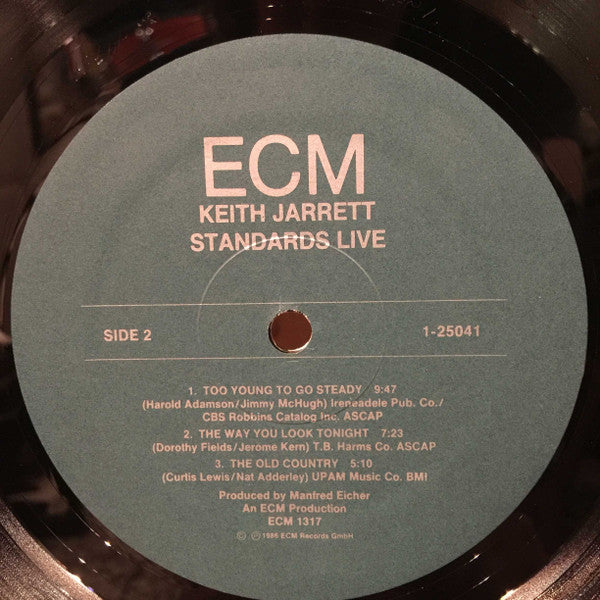 ECM
KEITH JARRETT
STANDARDS LIVE
SIDE 2
1-25041
1. TOO YOUNG TO GO STEADY 9:47
(Harold Adamson/Jimmy McHugh) Ireneadele Pub. Co./
CBS Robbins Catalog Inc. ASCAP
2. THE WAY YOU LOOK TONIGHT 7:23
(Dorothy Fields/Jerome Kern) T.B. Harms Co. ASCAP
3. THE OLD COUNTRY 5:10
(Curtis Lewis/Nat Adderley) UPAM Music Co. BMI
Produced by Manfred Eicher
An ECM Production
ECM 1317
© ℗ 1986 ECM Records GmbH